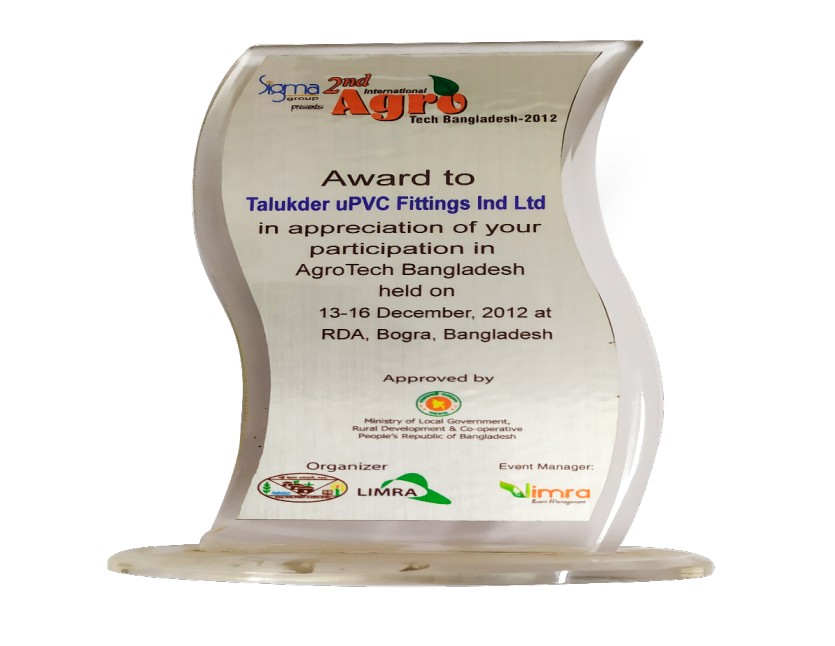 Sigma
group
presents
2nd
International
Agro
Tech Bangladesh-2012
Award to
Talukder uPVC Fittings Ind Ltd
in appreciation of your
participation in
AgroTech Bangladesh
held on
13-16 December, 2012 at
RDA, Bogra, Bangladesh
Approved by
Ministry of Local Government,
Rural Development & Co-operative
People's Republic of Bangladesh
Organizer
LIMRA
Event Manager:
limra
Event Management